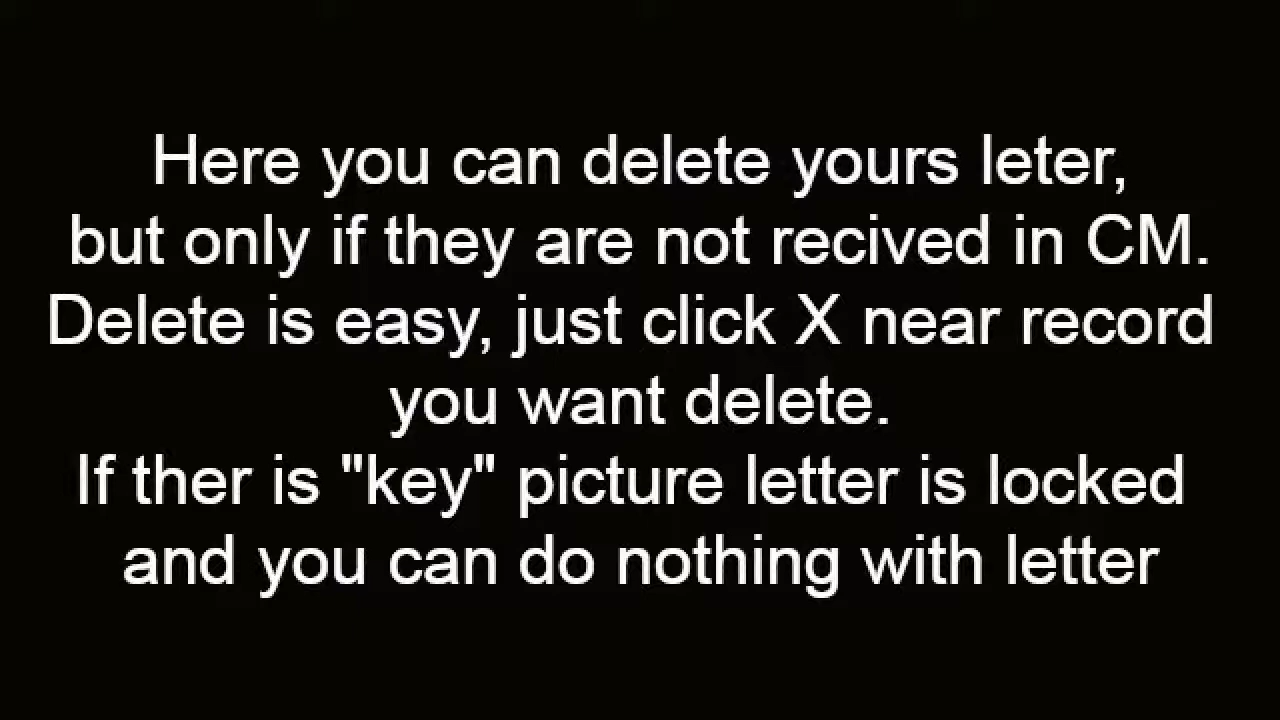 Here you can delete yours leter,
but only if they are not recived in CM.
Delete is easy, just click X near record
you want delete.
If ther is "key" picture letter is locked
and you can do nothing with letter